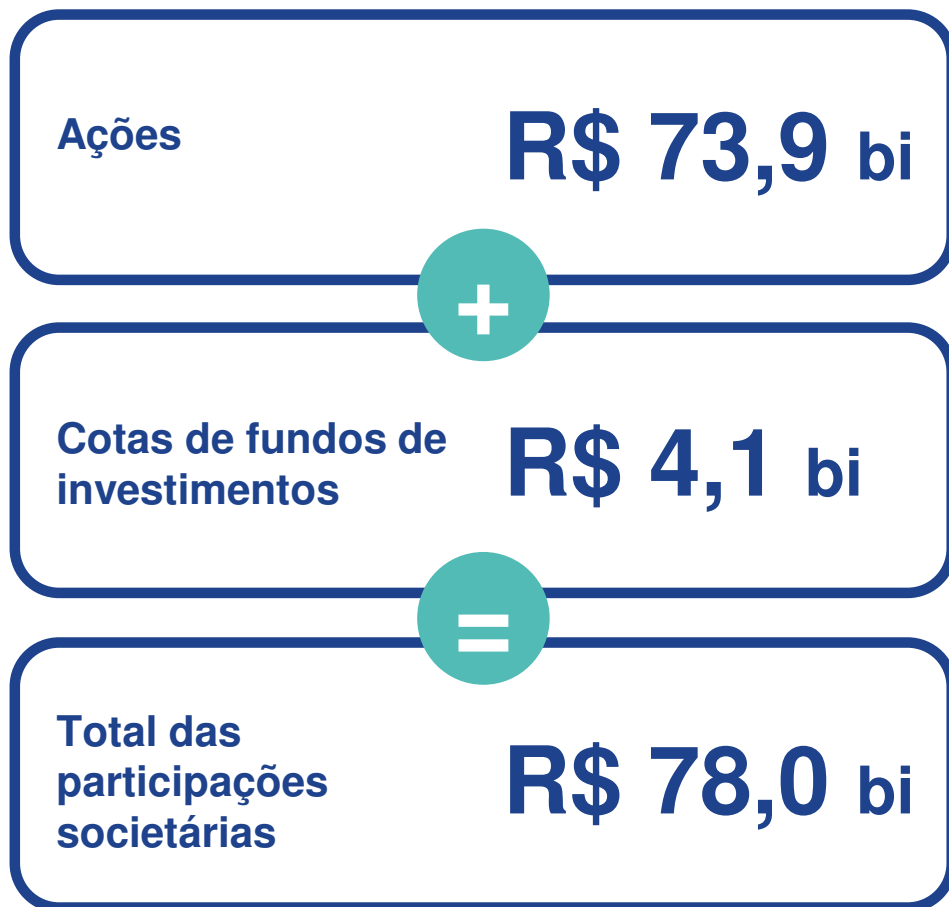 Ações
R$ 73,9 bi
+
Cotas de fundos de
investimentos
R$ 4,1 bi
=
Total das
participações
societárias
R$ 78,0 bi